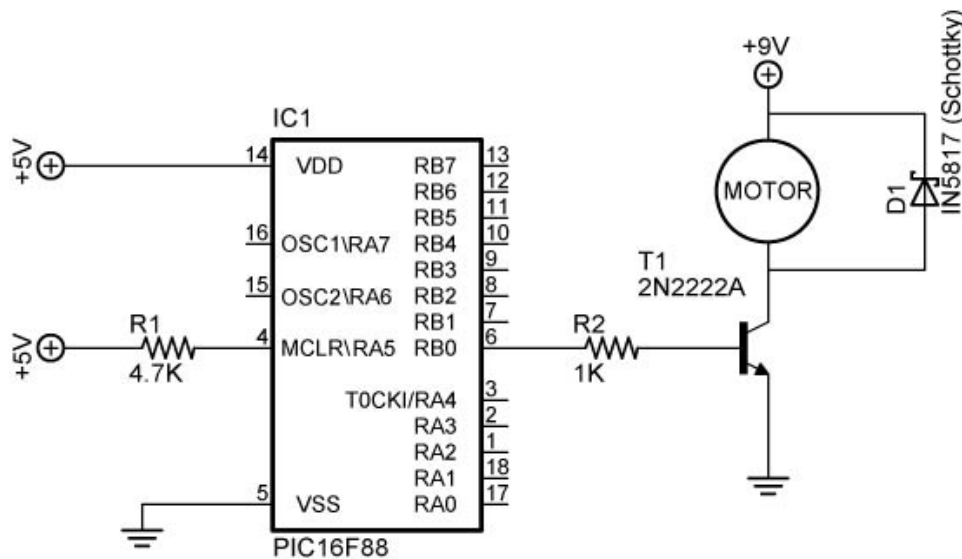 +9V
IN5817 (Schottky)
D1
MOTOR
IC1
+5V
14
VDD
RB7
13
RB6
12
RB5
11
16
OSC1\RA7
RB4
10
RB3
9
15
OSC2\RA6
RB2
8
RB1
7
T1
2N2222A
+5V
R1
4.7K
4
MCLR\RA5
RB0
6
R2
1K
T0CKI/RA4
3
RA3
2
RA2
1
RA1
18
5
VSS
RA0
17
PIC16F88